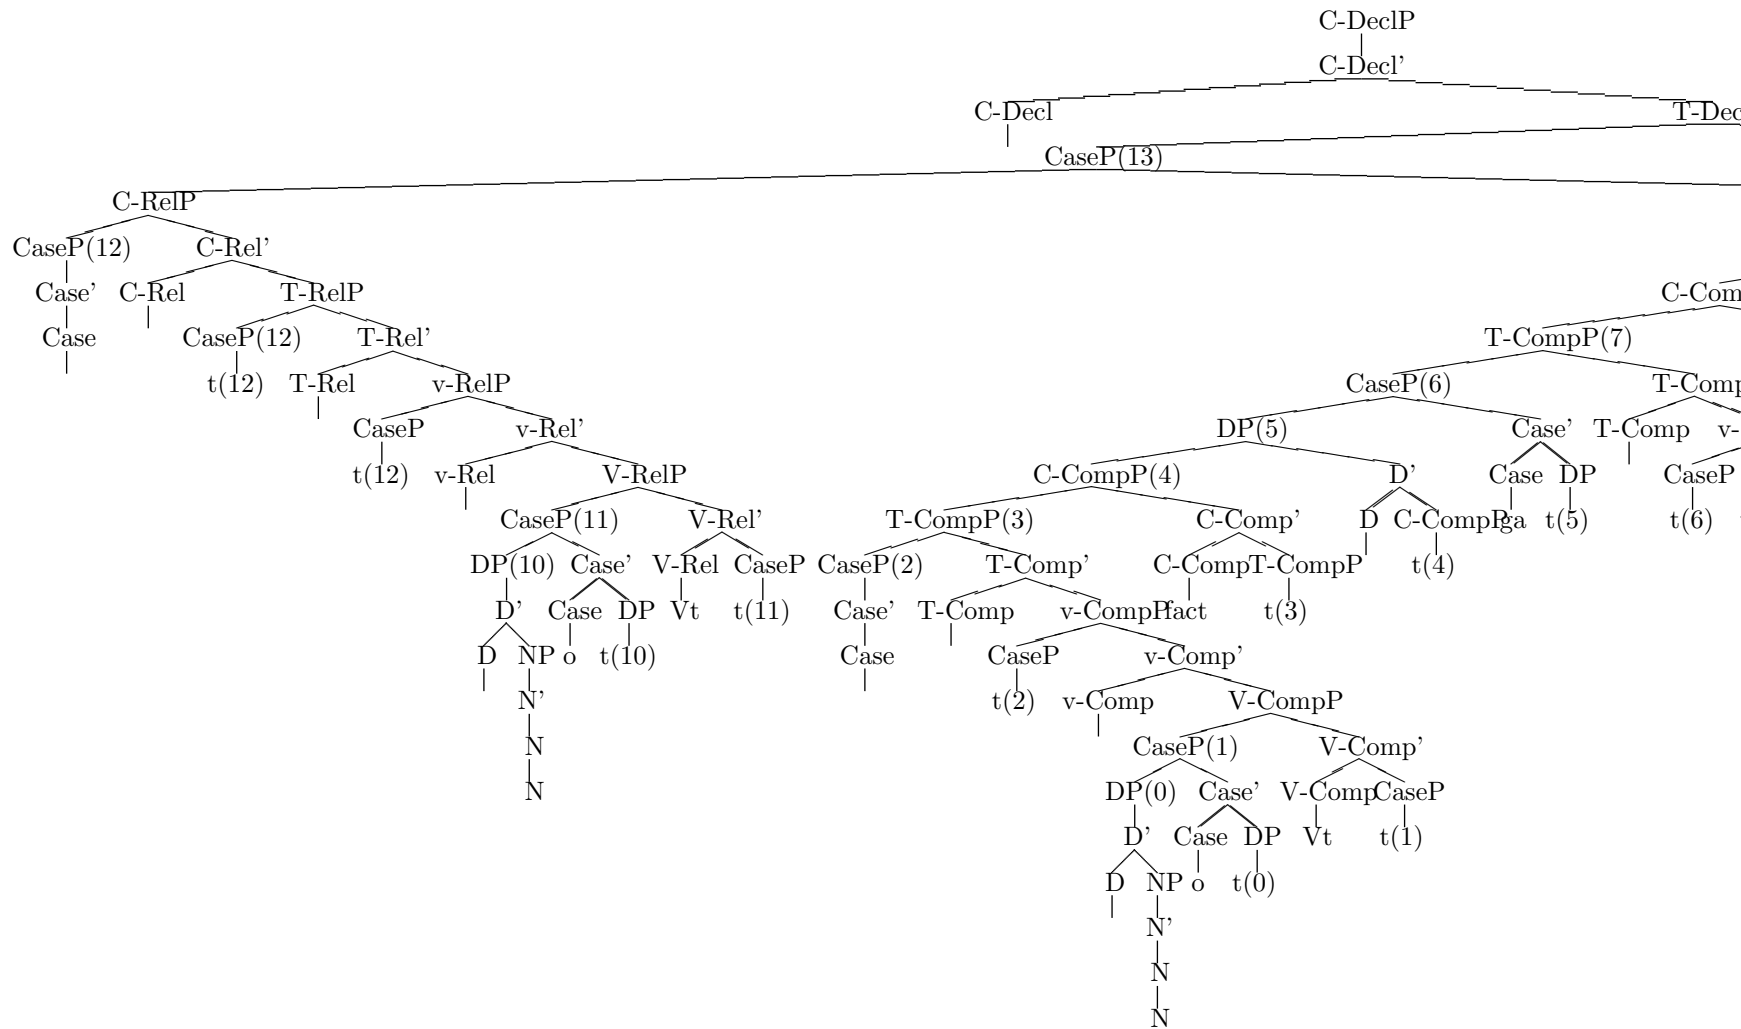 C-DeclP
C-Decl'
C-Decl T-Dec
CaseP(13)
C-RelP
CaseP(12) C-Rel'
Case' C-Rel T-RelP C-Com
Case CaseP(12) T-Rel' T-CompP(7)
t(12) T-Rel v-RelP CaseP(6) T-Comp
CaseP v-Rel' DP(5) Case' T-Comp v-
t(12) v-Rel V-RelP C-CompP(4) D' Case DP CaseP
CaseP(11) V-Rel' T-CompP(3) C-Comp' D C-CompP ga t(5) t(6)
DP(10) Case' V-Rel CaseP CaseP(2) T-Comp' C-Comp T-CompP t(4)
D' Case DP Vt t(11) Case' T-Comp v-CompP fact t(3)
D NP o t(10) Case CaseP v-Comp'
N' t(2) v-Comp V-CompP
N CaseP(1) V-Comp'
N DP(0) Case' V-Comp CaseP
D' Case DP Vt t(1)
D NP o t(0)
N'
N
N